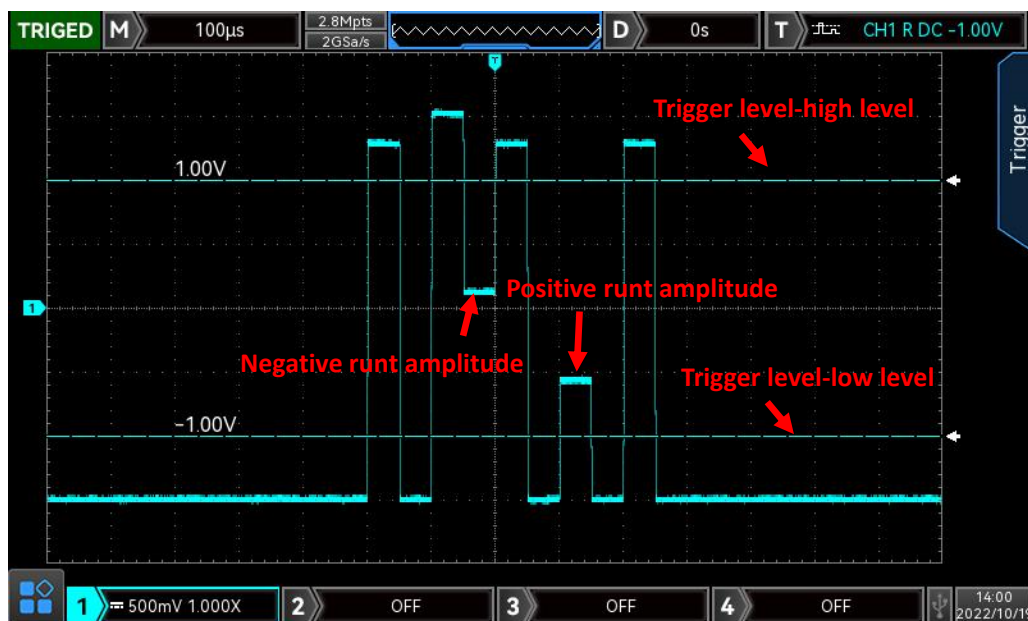 TRIGED M 100µs 2.8Mpts D 0s T CH1 R DC -1.00V
2GSa/s
T
Trigger
Trigger level-high level
1.00V
Positive runt amplitude
1
Negative runt amplitude
Trigger level-low level
-1.00V
1 500mV 1.000X 2 OFF 3 OFF 4 OFF 14:00
2022/10/19